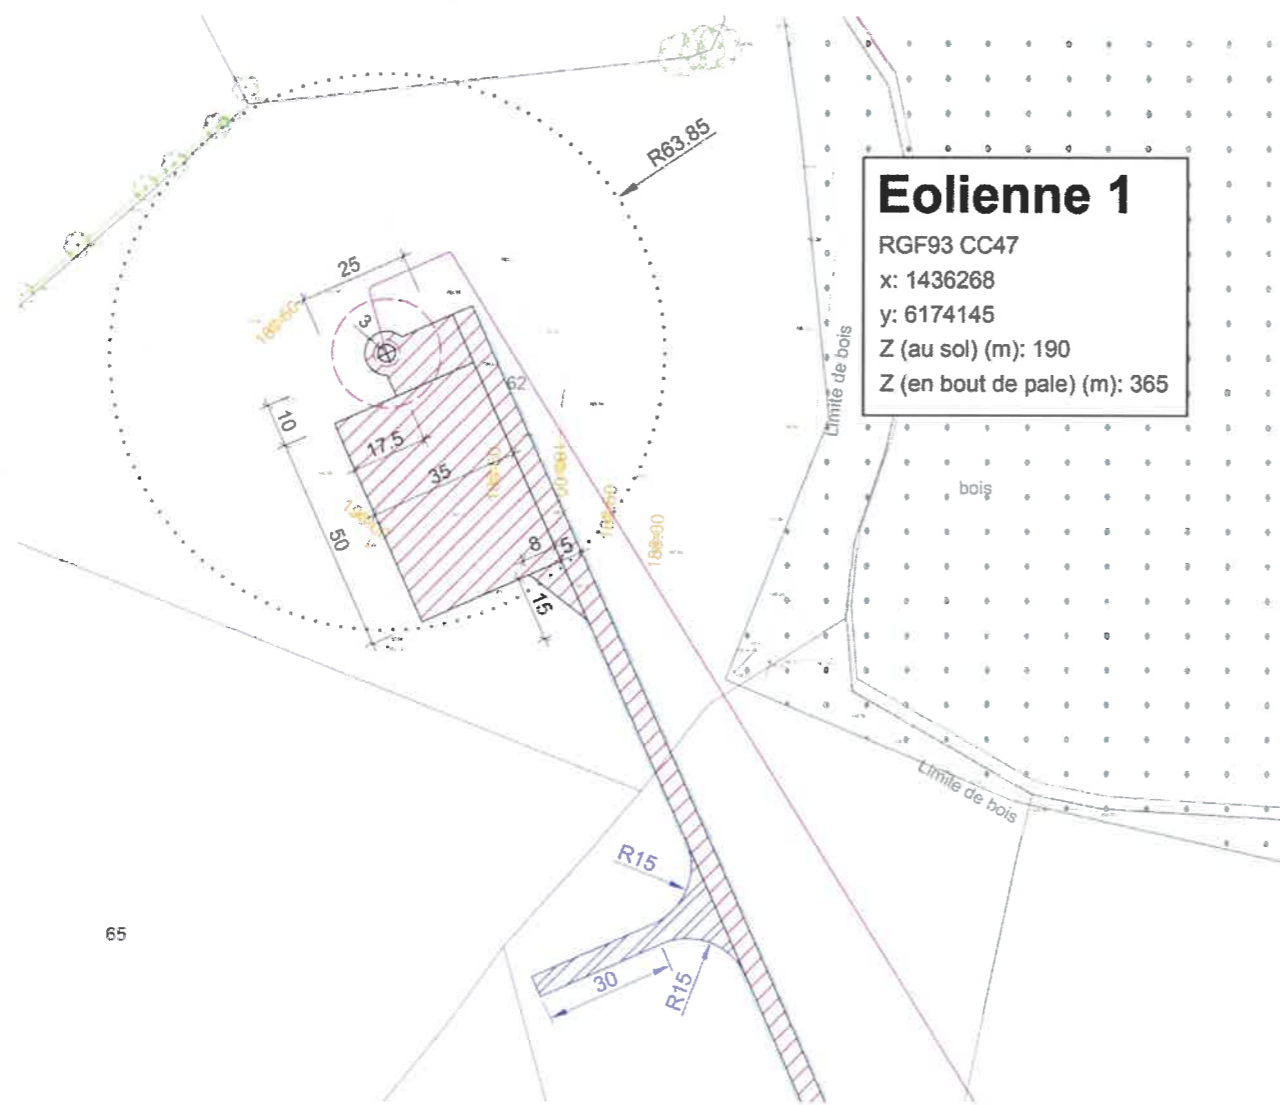 R63.85
Eolienne 1
RGF93 CC47
x: 1436268
y: 6174145
Z (au sol) (m): 190
Z (en bout de pale) (m): 365
25
3
Limite de bois
62
10
17.5
35
bois
50
8
5
15
Limite de bois
R15
65
30
R15